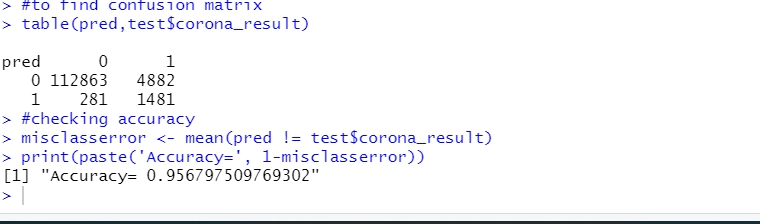 > #to find confusion matrix
> table(pred,test$corona_result)
pred 0 1
0 112863 4882
1 281 1481
> #checking accuracy
> misclasserror <- mean(pred != test$corona_result)
> print(paste('Accuracy=', 1-misclasserror))
[1] "Accuracy= 0.956797509769302"
>